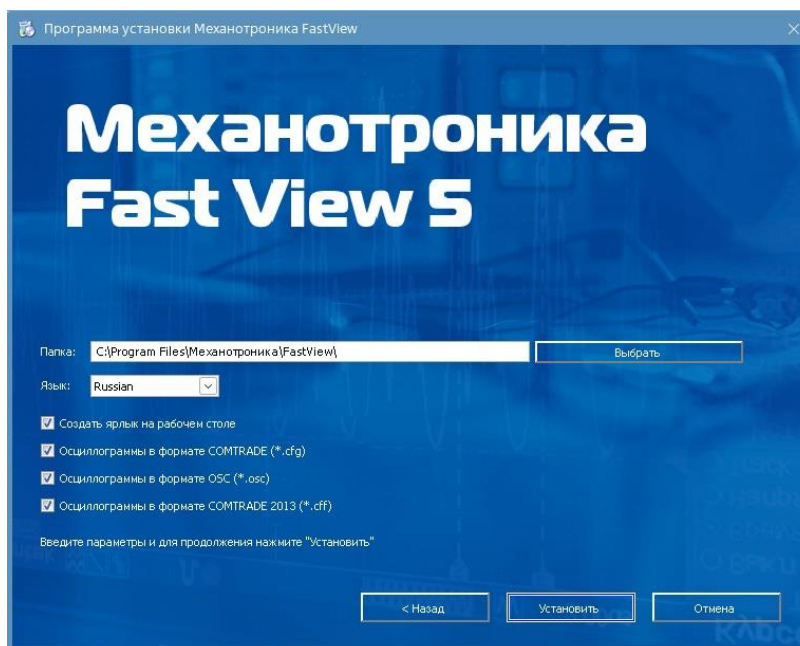 Программа установки Механотроника FastView
Механотроника
Fast View 5
Папка: C:\Program Files\Механотроника\FastView\ Выбрать
Язык: Russian
Создать ярлык на рабочем столе
Осциллограммы в формате COMTRADE (*.cfg)
Осциллограммы в формате OSC (*.osc)
Осциллограммы в формате COMTRADE 2013 (*.cff)
Введите параметры и для продолжения нажмите "Установить"
< Назад Установить Отмена